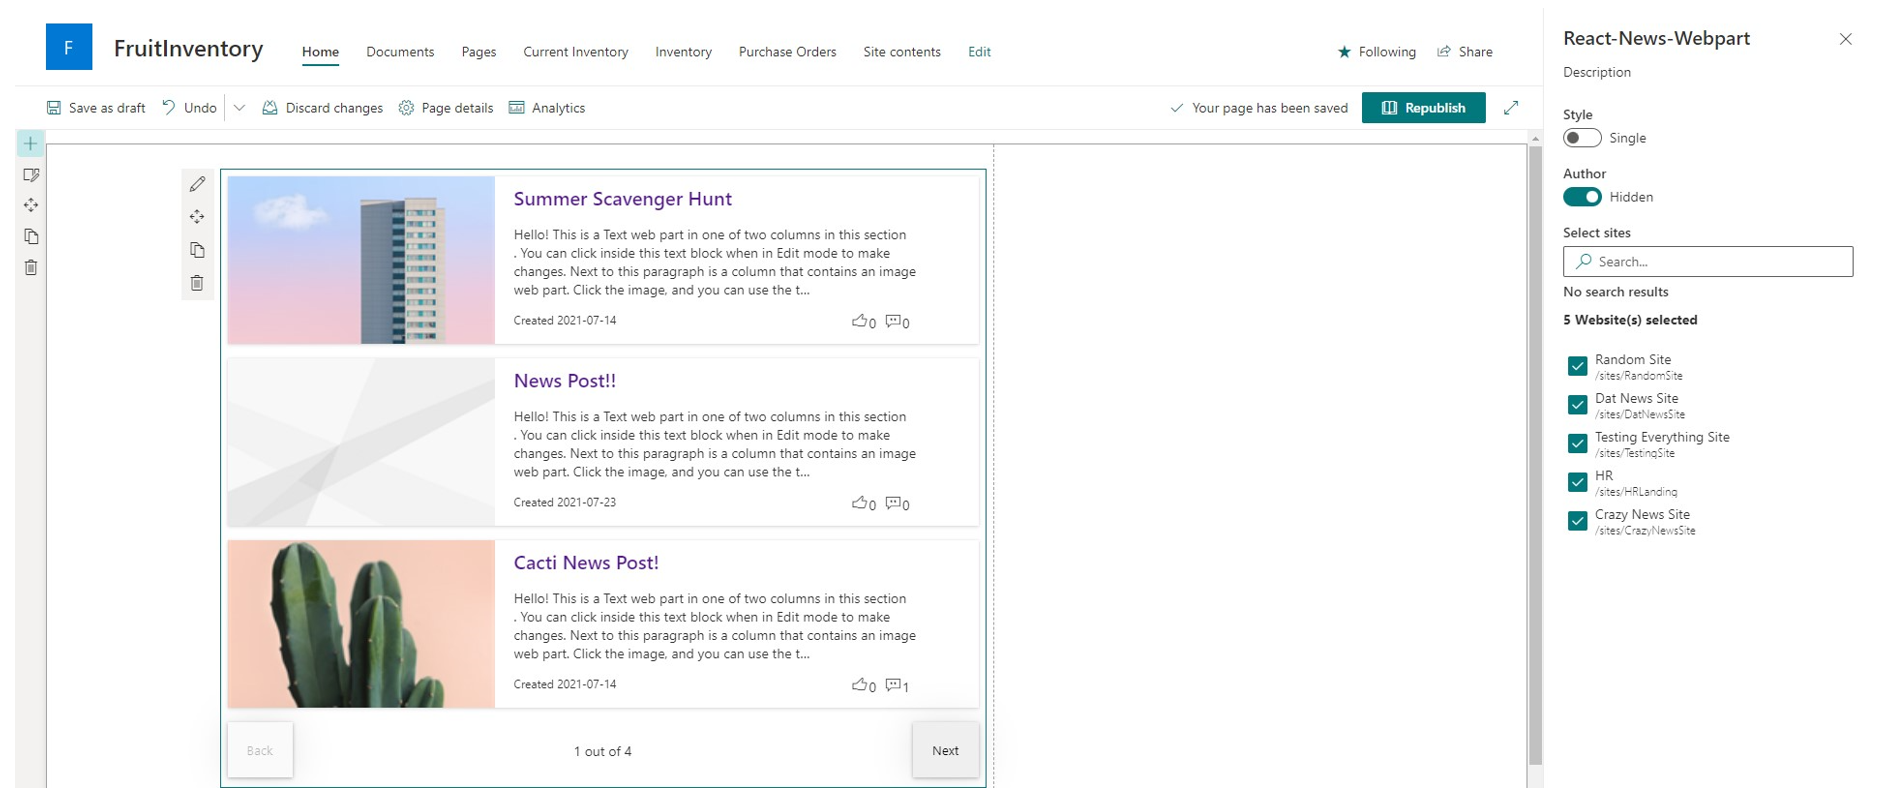 F
FruitInventory
Home Documents Pages Current Inventory Inventory Purchase Orders Site contents Edit
Following Share
Save as draft Undo Discard changes Page details Analytics
Your page has been saved Republish
Summer Scavenger Hunt
Hello! This is a Text web part in one of two columns in this section
. You can click inside this text block when in Edit mode to make
changes. Next to this paragraph is a column that contains an image
web part. Click the image, and you can use the t...
Created 2021-07-14 0 0
News Post!!
Hello! This is a Text web part in one of two columns in this section
. You can click inside this text block when in Edit mode to make
changes. Next to this paragraph is a column that contains an image
web part. Click the image, and you can use the t...
Created 2021-07-23 0 0
Cacti News Post!
Hello! This is a Text web part in one of two columns in this section
. You can click inside this text block when in Edit mode to make
changes. Next to this paragraph is a column that contains an image
web part. Click the image, and you can use the t...
Created 2021-07-14 0 1
Back 1 out of 4 Next
React-News-Webpart
Description
Style
Single
Author
Hidden
Select sites
Search...
No search results
5 Website(s) selected
Random Site
/sites/RandomSite
Dat News Site
/sites/DatNewsSite
Testing Everything Site
/sites/TestingSite
HR
/sites/HRLanding
Crazy News Site
/sites/CrazyNewsSite